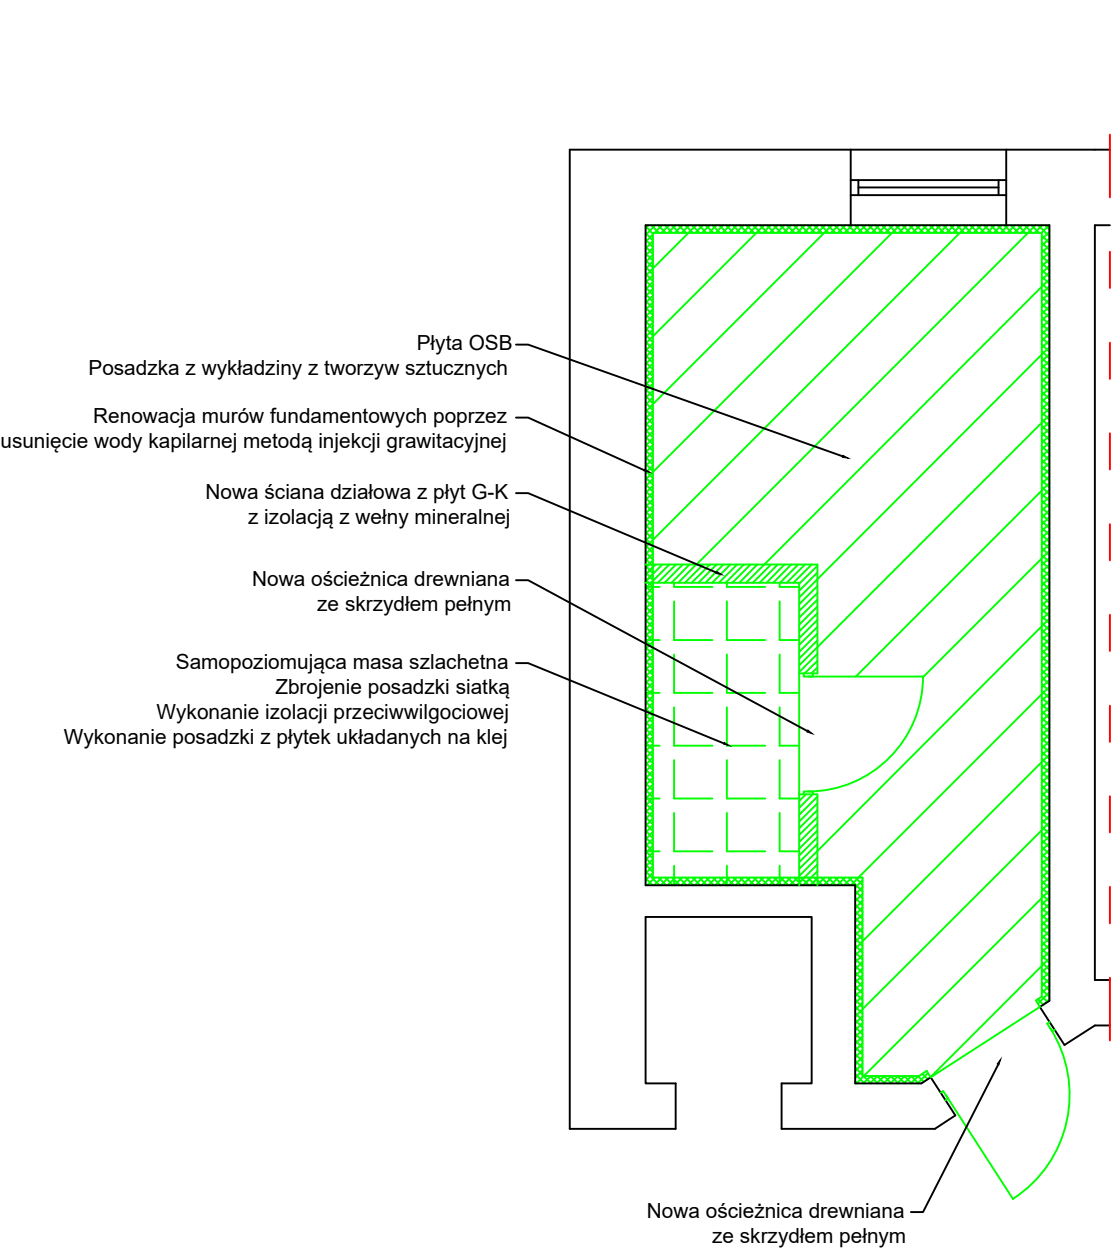 Płyta OSB
Posadzka z wykładziny z tworzyw sztucznych
Renowacja murów fundamentowych poprzez
usunięcie wody kapilarnej metodą injekcji grawitacyjnej
Nowa ściana działowa z płyt G-K
z izolacją z wełny mineralnej
Nowa ościeżnica drewniana
ze skrzydłem pełnym
Samopoziomująca masa szlachetna
Zbrojenie posadzki siatką
Wykonanie izolacji przeciwwilgociowej
Wykonanie posadzki z płytek układanych na klej
Nowa ościeżnica drewniana
ze skrzydłem pełnym